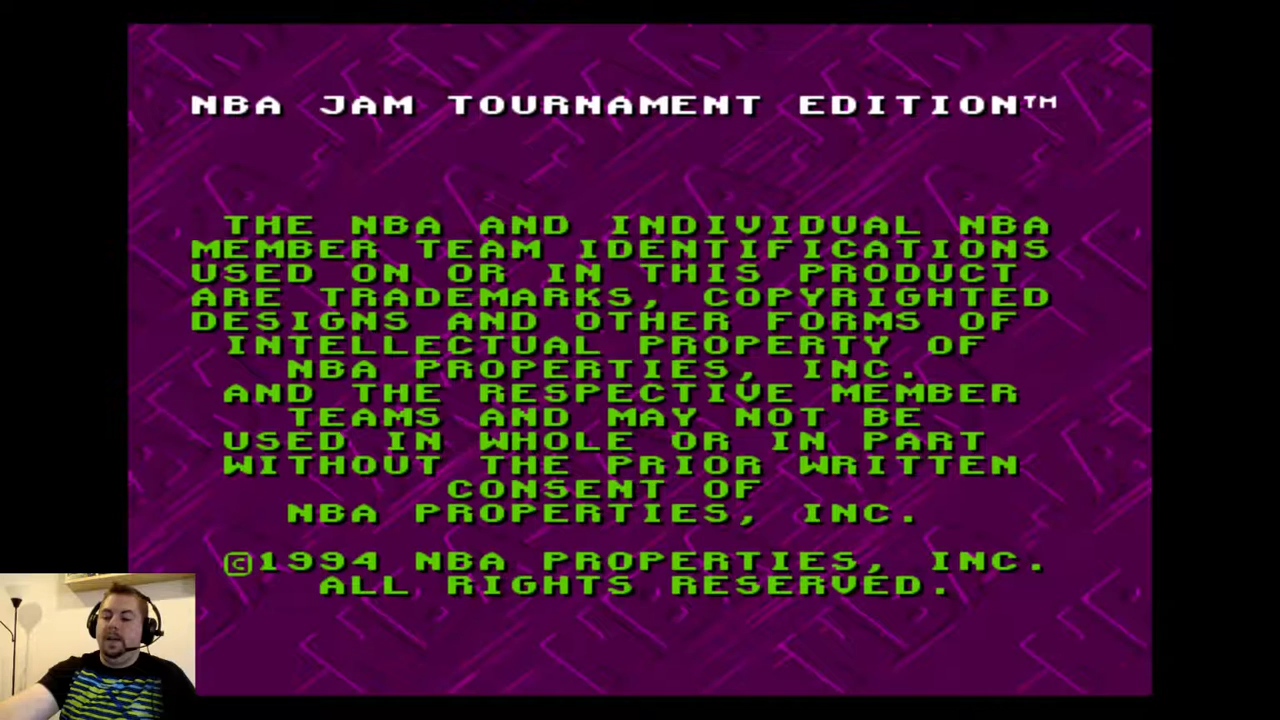 NBA JAM TOURNAMENT EDITION™
THE NBA AND INDIVIDUAL NBA
MEMBER TEAM IDENTIFICATIONS
USED ON OR IN THIS PRODUCT
ARE TRADEMARKS, COPYRIGHTED
DESIGNS AND OTHER FORMS OF
INTELLECTUAL PROPERTY OF
NBA PROPERTIES, INC.
AND THE RESPECTIVE MEMBER
TEAMS AND MAY NOT BE
USED IN WHOLE OR IN PART
WITHOUT THE PRIOR WRITTEN
CONSENT OF
NBA PROPERTIES, INC.
©1994 NBA PROPERTIES, INC.
ALL RIGHTS RESERVED.